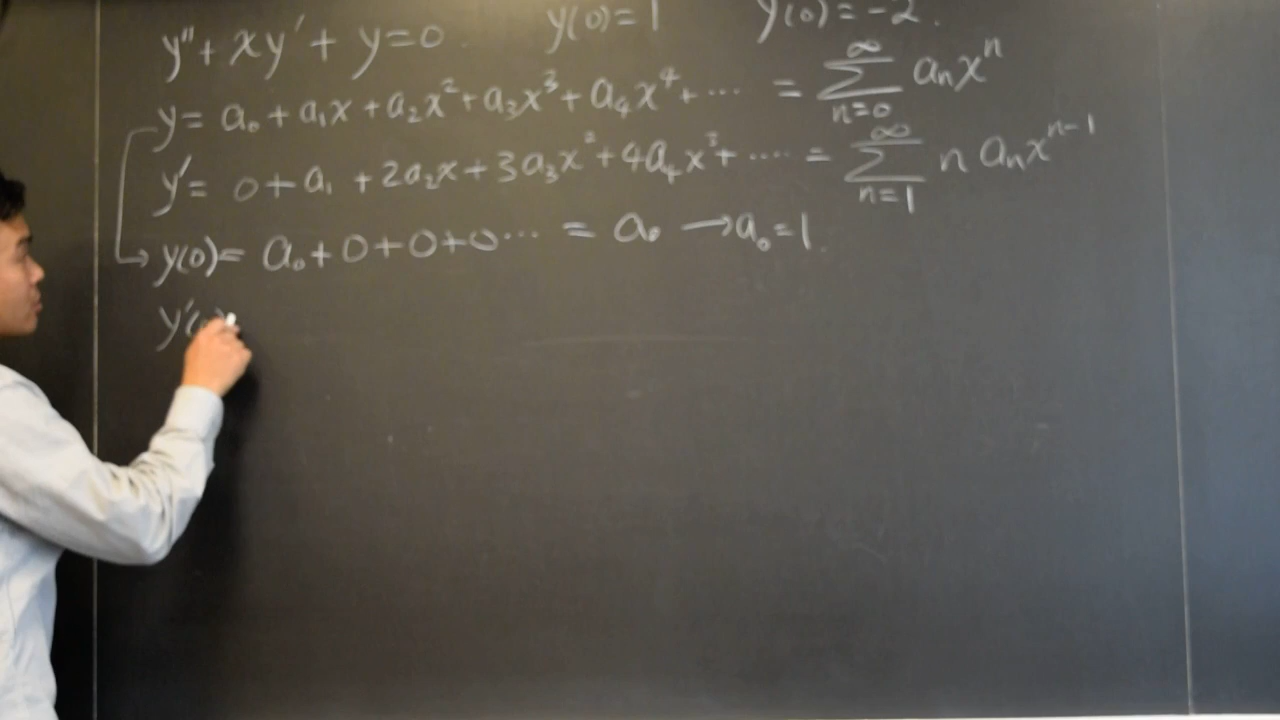 y'' + xy' + y = 0. y(0) = 1 y(0) = -2.
y = a₀ + a₁x + a₂x² + a₃x³ + a₄x⁴ + ⋯ = ∑_{n=0}^{∞} aₙxⁿ
y' = 0 + a₁ + 2a₂x + 3a₃x² + 4a₄x³ + ⋯ = ∑_{n=1}^{∞} n aₙxⁿ⁻¹
→ y(0) = a₀ + 0 + 0 + 0 ⋯ = a₀ → a₀ = 1.
y'(